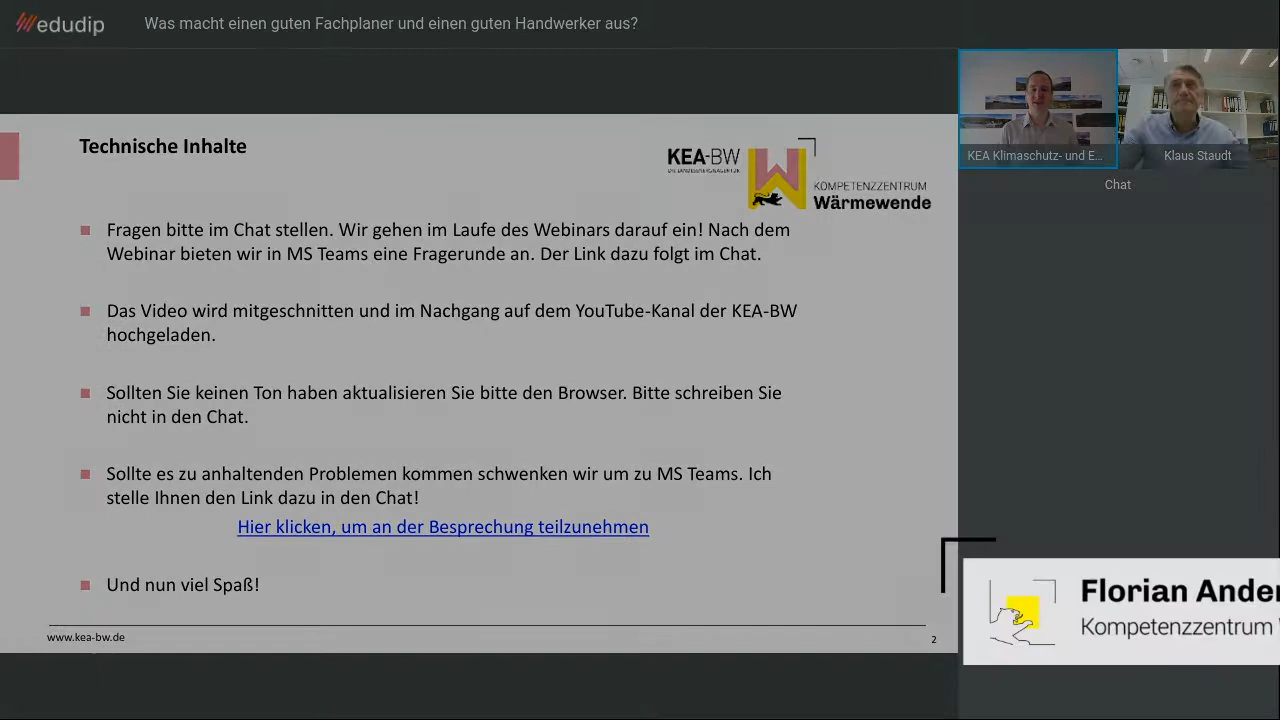 edudip
Was macht einen guten Fachplaner und einen guten Handwerker aus?
KEA Klimaschutz- und E...
Klaus Staudt
Chat
Technische Inhalte
KEA-BW
DIE LANDESENERGIEAGENTUR
KOMPETENZZENTRUM
Wärmewende
Fragen bitte im Chat stellen. Wir gehen im Laufe des Webinars darauf ein! Nach dem
Webinar bieten wir in MS Teams eine Fragerunde an. Der Link dazu folgt im Chat.
Das Video wird mitgeschnitten und im Nachgang auf dem YouTube-Kanal der KEA-BW
hochgeladen.
Sollten Sie keinen Ton haben aktualisieren Sie bitte den Browser. Bitte schreiben Sie
nicht in den Chat.
Sollte es zu anhaltenden Problemen kommen schwenken wir um zu MS Teams. Ich
stelle Ihnen den Link dazu in den Chat!
Hier klicken, um an der Besprechung teilzunehmen
Und nun viel Spaß!
www.kea-bw.de
2
Florian Ander
Kompetenzzentrum